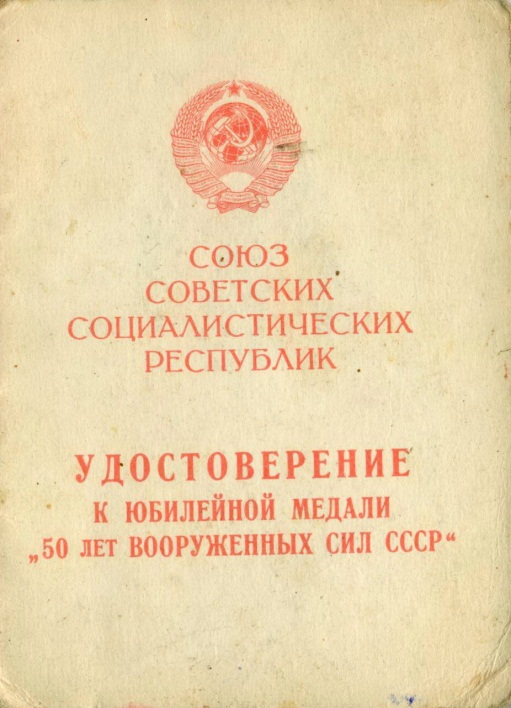 СОЮЗ
СОВЕТСКИХ
СОЦИАЛИСТИЧЕСКИХ
РЕСПУБЛИК
УДОСТОВЕРЕНИЕ
К ЮБИЛЕЙНОЙ МЕДАЛИ
„50 ЛЕТ ВООРУЖЕННЫХ СИЛ СССР“